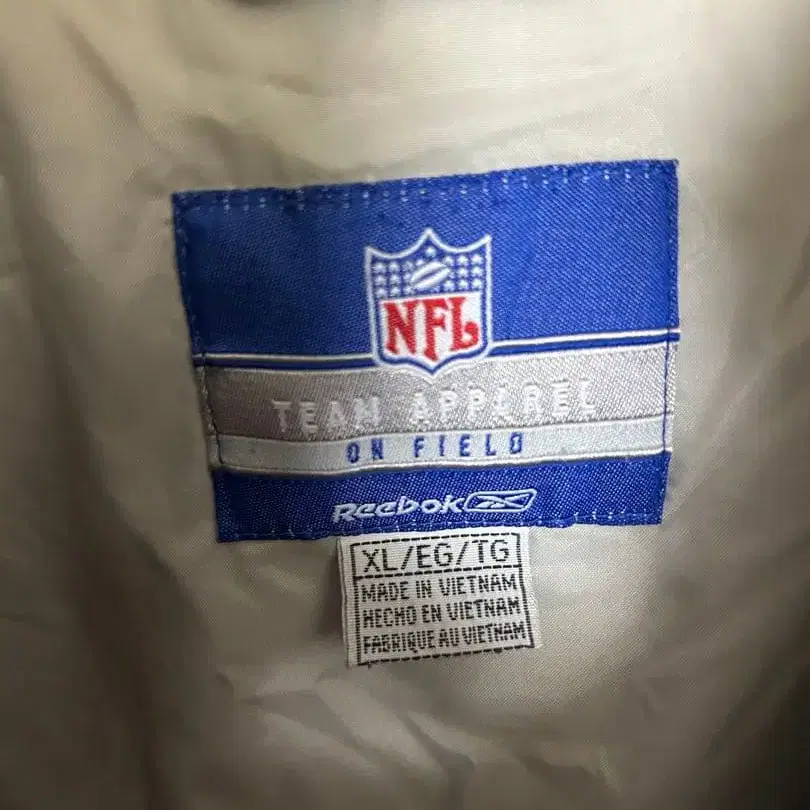 NFL
TEAM APPAREL
ON FIELD
Reebok
XL/EG/TG
MADE IN VIETNAM
HECHO EN VIETNAM
FABRIQUE AU VIETNAM